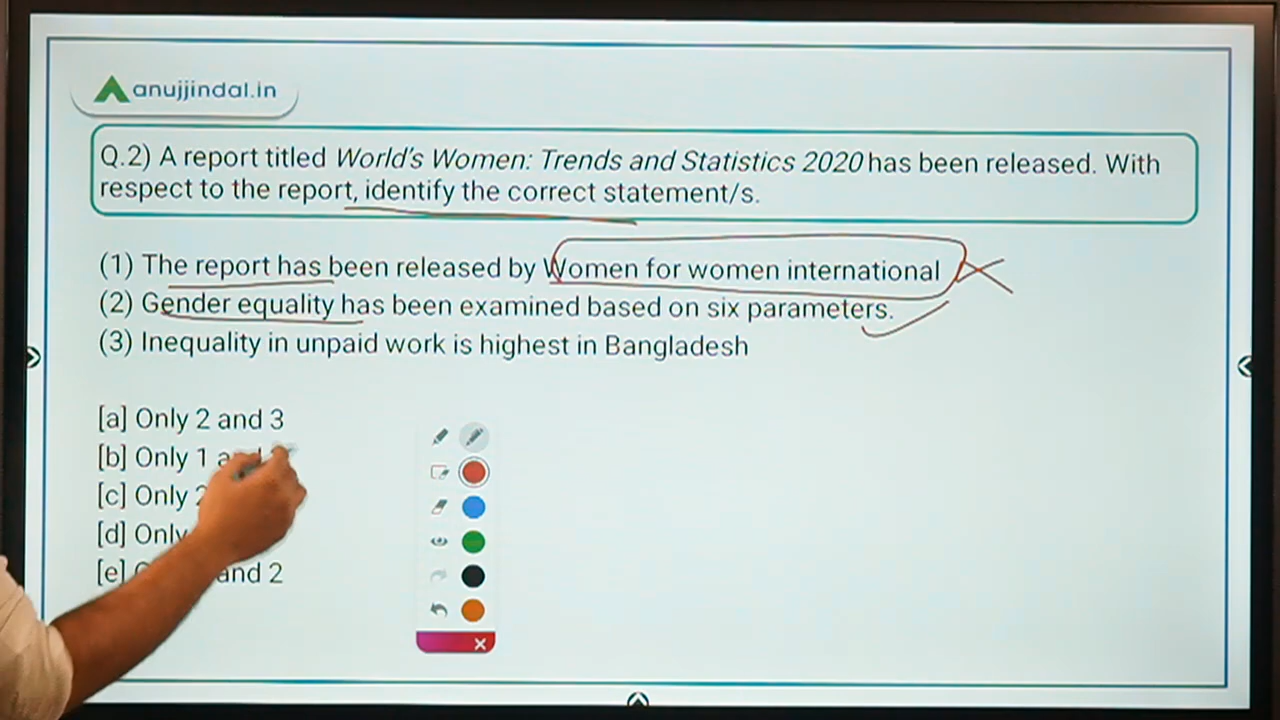 anujjindal.in
Q.2) A report titled World's Women: Trends and Statistics 2020 has been released. With
respect to the report, identify the correct statement/s.
(1) The report has been released by Women for women international
(2) Gender equality has been examined based on six parameters.
(3) Inequality in unpaid work is highest in Bangladesh
[a] Only 2 and 3
[b] Only 1
[c] Only 2
[d] Only
[e] and 2